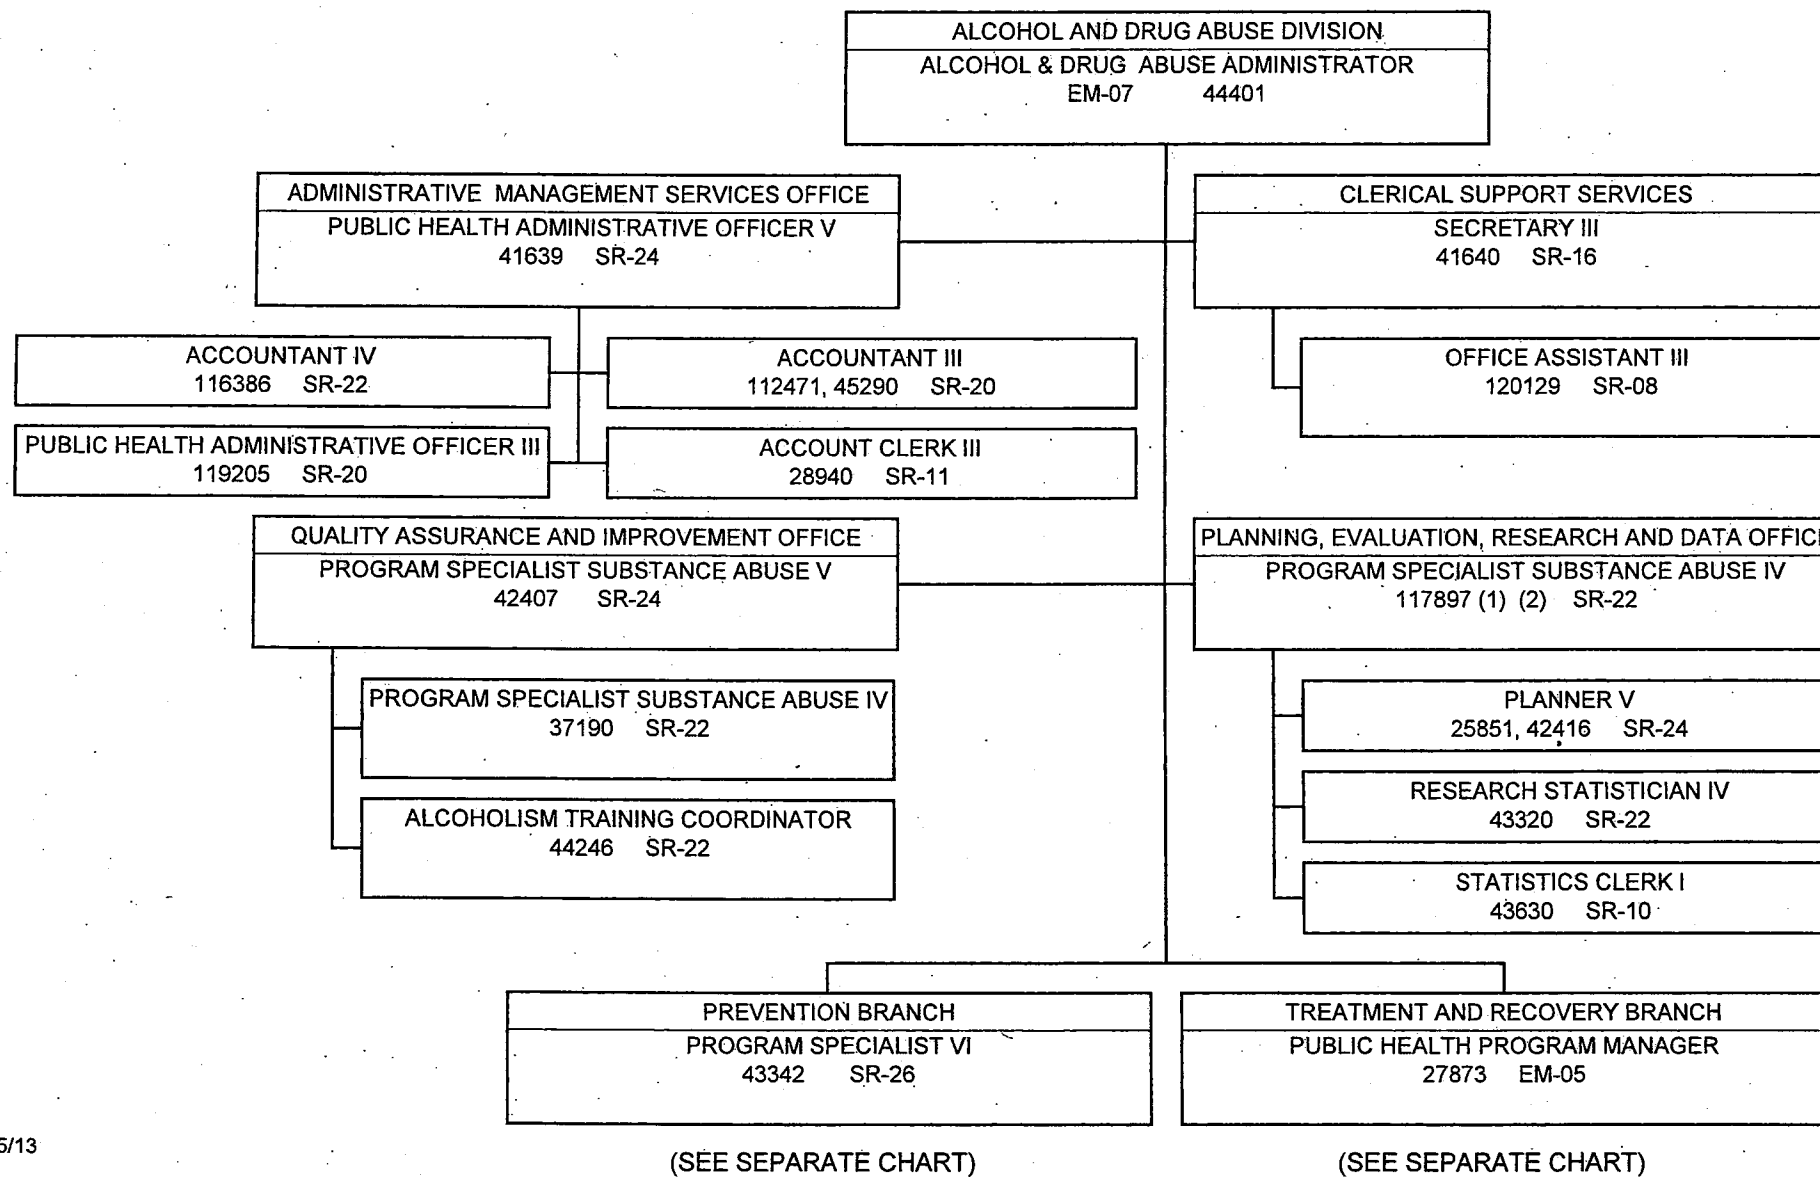 ALCOHOL AND DRUG ABUSE DIVISION
ALCOHOL & DRUG ABUSE ADMINISTRATOR
EM-07 44401
ADMINISTRATIVE MANAGEMENT SERVICES OFFICE
PUBLIC HEALTH ADMINISTRATIVE OFFICER V
41639 SR-24
CLERICAL SUPPORT SERVICES
SECRETARY III
41640 SR-16
ACCOUNTANT IV
116386 SR-22
ACCOUNTANT III
112471, 45290 SR-20
OFFICE ASSISTANT III
120129 SR-08
PUBLIC HEALTH ADMINISTRATIVE OFFICER III
119205 SR-20
ACCOUNT CLERK III
28940 SR-11
QUALITY ASSURANCE AND IMPROVEMENT OFFICE
PROGRAM SPECIALIST SUBSTANCE ABUSE V
42407 SR-24
PLANNING, EVALUATION, RESEARCH AND DATA OFFIC
PROGRAM SPECIALIST SUBSTANCE ABUSE IV
117897 (1) (2) SR-22
PROGRAM SPECIALIST SUBSTANCE ABUSE IV
37190 SR-22
PLANNER V
25851, 42416 SR-24
ALCOHOLISM TRAINING COORDINATOR
44246 SR-22
RESEARCH STATISTICIAN IV
43320 SR-22
STATISTICS CLERK I
43630 SR-10
PREVENTION BRANCH
PROGRAM SPECIALIST VI
43342 SR-26
TREATMENT AND RECOVERY BRANCH
PUBLIC HEALTH PROGRAM MANAGER
27873 EM-05
5/13
(SEE SEPARATE CHART)
(SEE SEPARATE CHART)